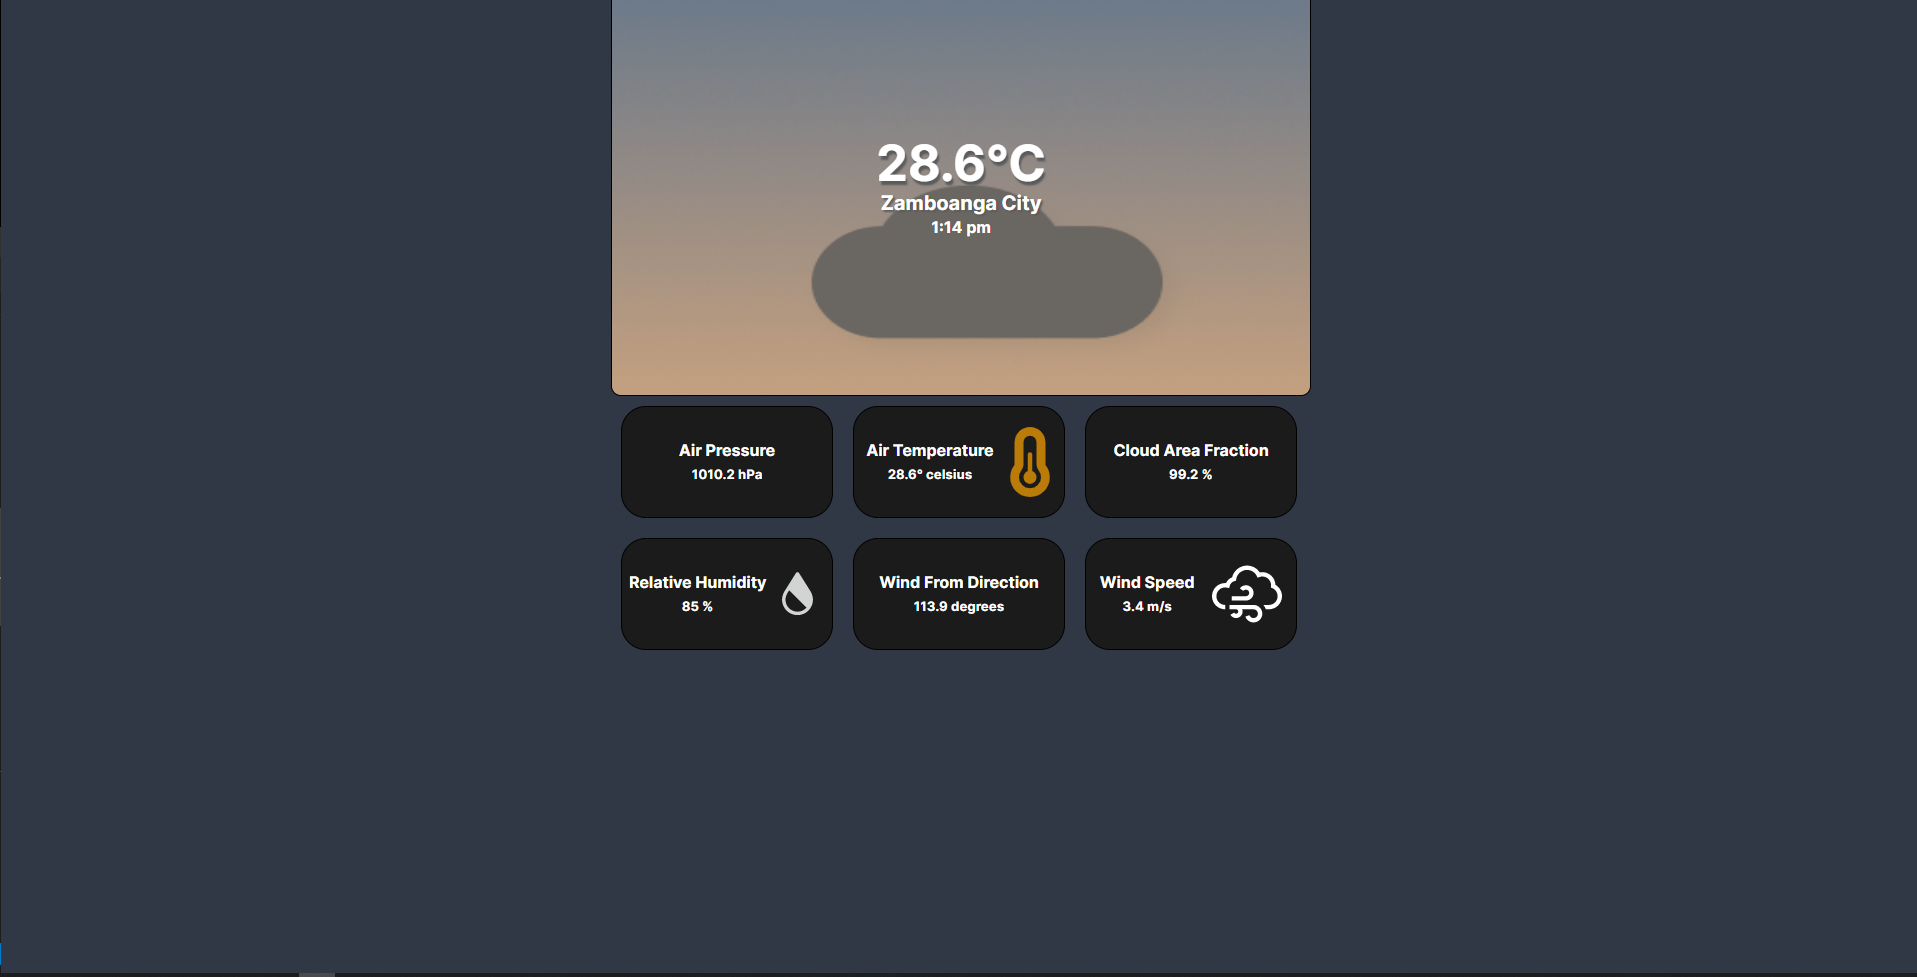 28.6°C
Zamboanga City
1:14 pm
Air Pressure
1010.2 hPa
Air Temperature
28.6° celsius
Cloud Area Fraction
99.2 %
Relative Humidity
85 %
Wind From Direction
113.9 degrees
Wind Speed
3.4 m/s